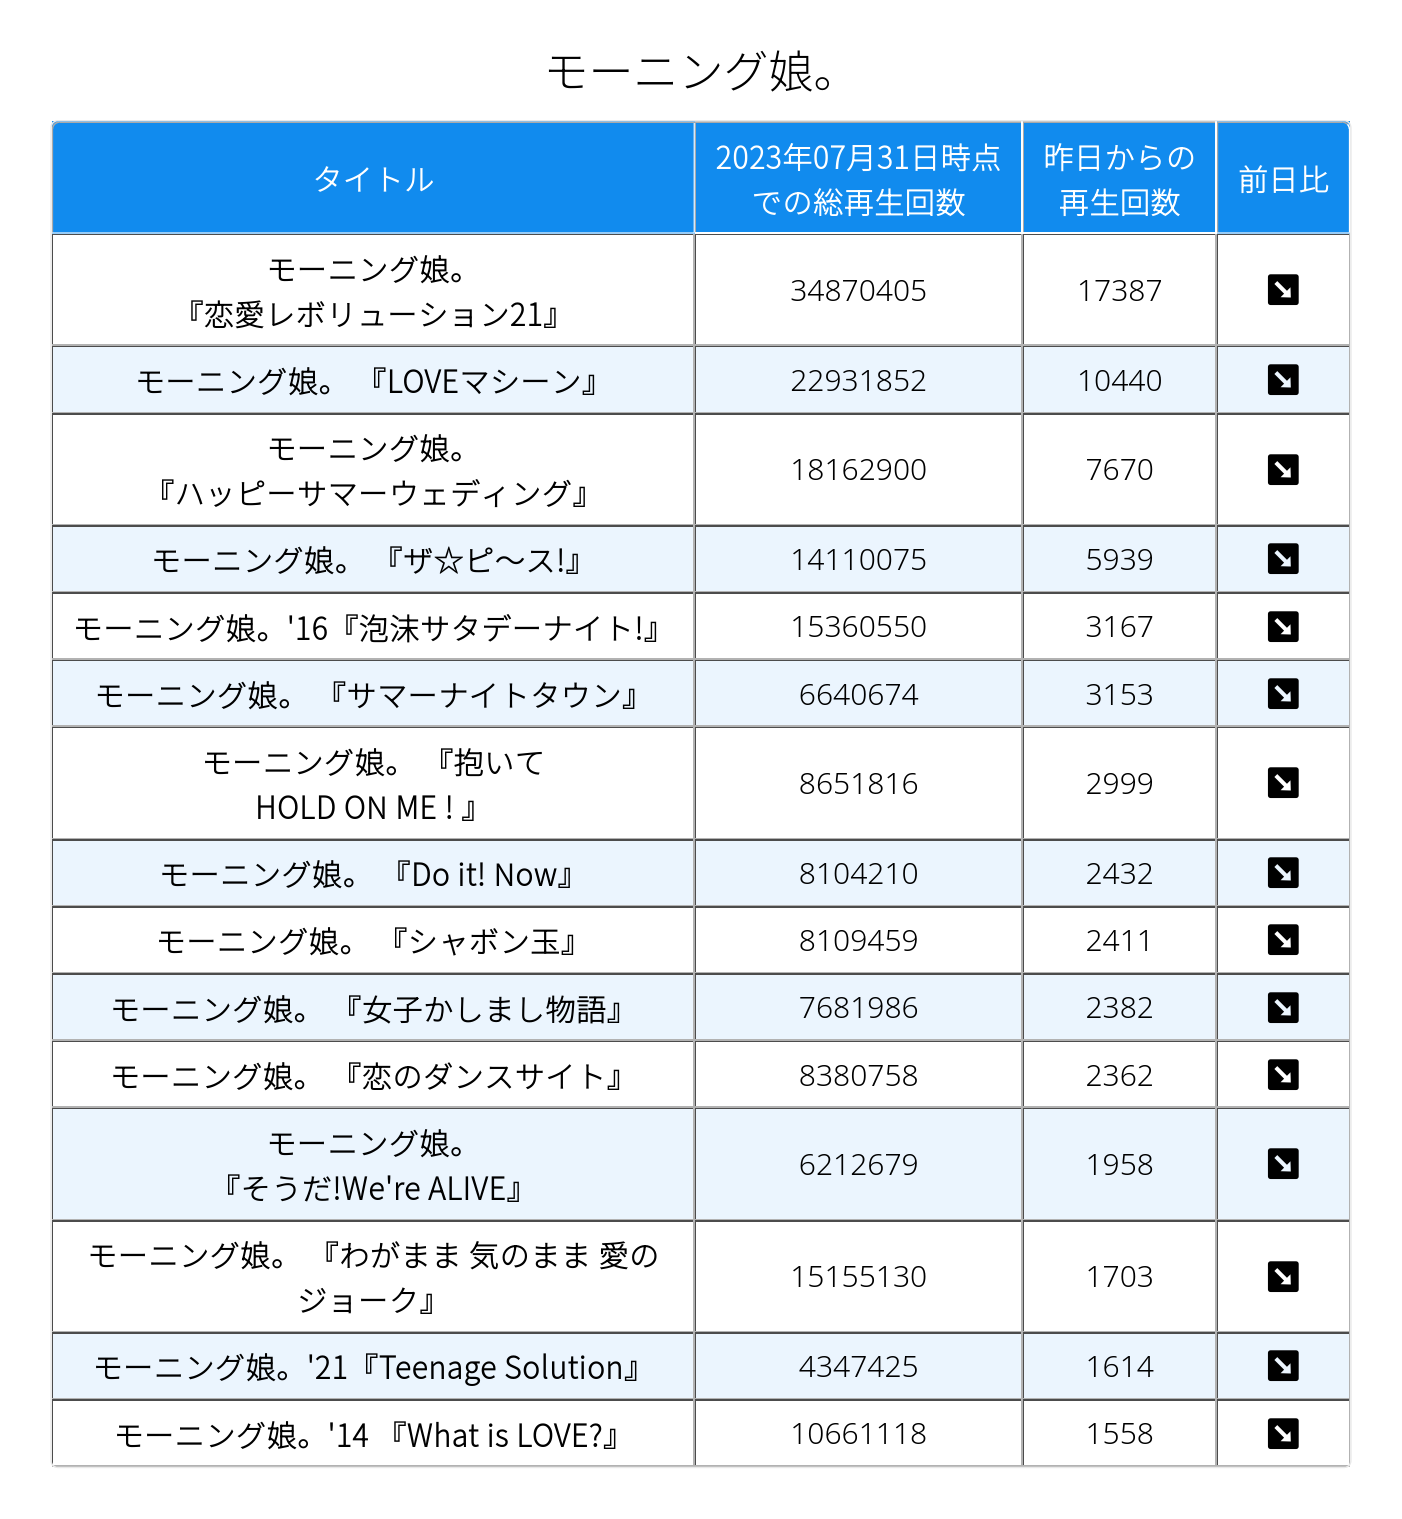 モーニング娘。
タイトル
2023年07月31日時点
での総再生回数
昨日からの
再生回数
前日比
モーニング娘。
『恋愛レボリューション21』
34870405
17387
モーニング娘。 『LOVEマシーン』
22931852
10440
モーニング娘。
『ハッピーサマーウェディング』
18162900
7670
モーニング娘。 『ザ☆ピ〜ス!』
14110075
5939
モーニング娘。'16『泡沫サタデーナイト!』
15360550
3167
モーニング娘。 『サマーナイトタウン』
6640674
3153
モーニング娘。 『抱いて
HOLD ON ME ! 』
8651816
2999
モーニング娘。 『Do it! Now』
8104210
2432
モーニング娘。 『シャボン玉』
8109459
2411
モーニング娘。 『女子かしまし物語』
7681986
2382
モーニング娘。 『恋のダンスサイト』
8380758
2362
モーニング娘。
『そうだ!We're ALIVE』
6212679
1958
モーニング娘。 『わがまま 気のまま 愛の
ジョーク』
15155130
1703
モーニング娘。'21『Teenage Solution』
4347425
1614
モーニング娘。'14 『What is LOVE?』
10661118
1558